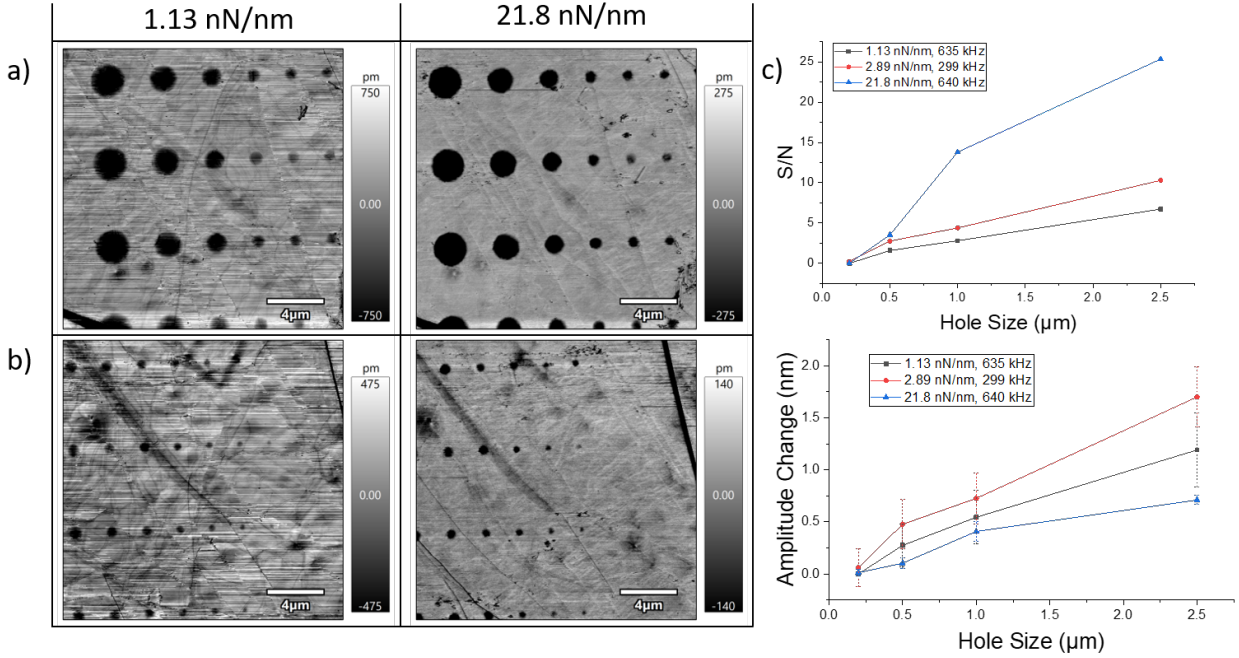 1.13 nN/nm
21.8 nN/nm
a)
pm
750
0.00
-750
4μm
pm
275
0.00
-275
4μm
b)
pm
475
0.00
-475
4μm
pm
140
0.00
-140
4μm
c)
1.13 nN/nm, 635 kHz
2.89 nN/nm, 299 kHz
21.8 nN/nm, 640 kHz
S/N
25
20
15
10
5
0
0.0 0.5 1.0 1.5 2.0 2.5
Hole Size (μm)
1.13 nN/nm, 635 kHz
2.89 nN/nm, 299 kHz
21.8 nN/nm, 640 kHz
Amplitude Change (nm)
2.0
1.5
1.0
0.5
0.0
0.0 0.5 1.0 1.5 2.0 2.5
Hole Size (μm)